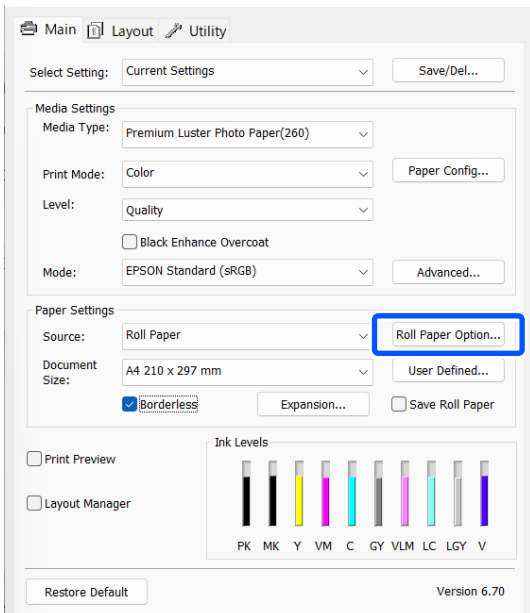 Main Layout Utility
Select Setting: Current Settings Save/Del...
Media Settings
Media Type: Premium Luster Photo Paper(260)
Print Mode: Color Paper Config...
Level: Quality
Black Enhance Overcoat
Mode: EPSON Standard (sRGB) Advanced...
Paper Settings
Source: Roll Paper Roll Paper Option...
Document
Size: A4 210 x 297 mm User Defined...
Borderless Expansion... Save Roll Paper
Print Preview
Layout Manager
Ink Levels
PK MK Y VM C GY VLM LC LGY V
Restore Default Version 6.70